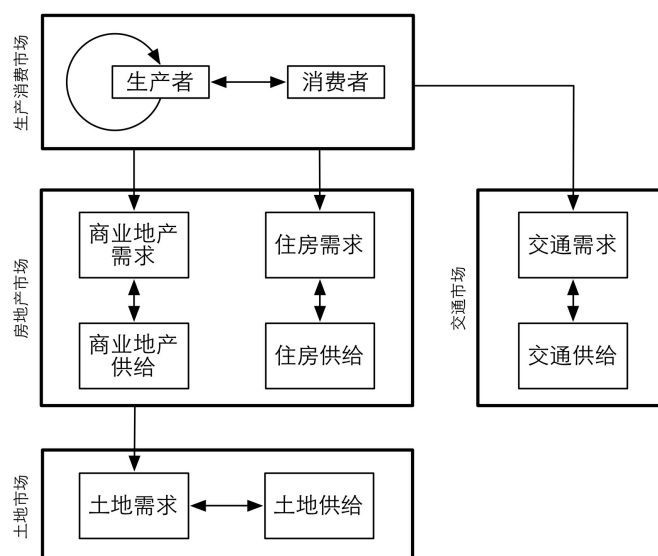 生产消费市场
生产者
消费者
房地产市场
商业地产
需求
住房需求
商业地产
供给
住房供给
交通市场
交通需求
交通供给
土地市场
土地需求
土地供给